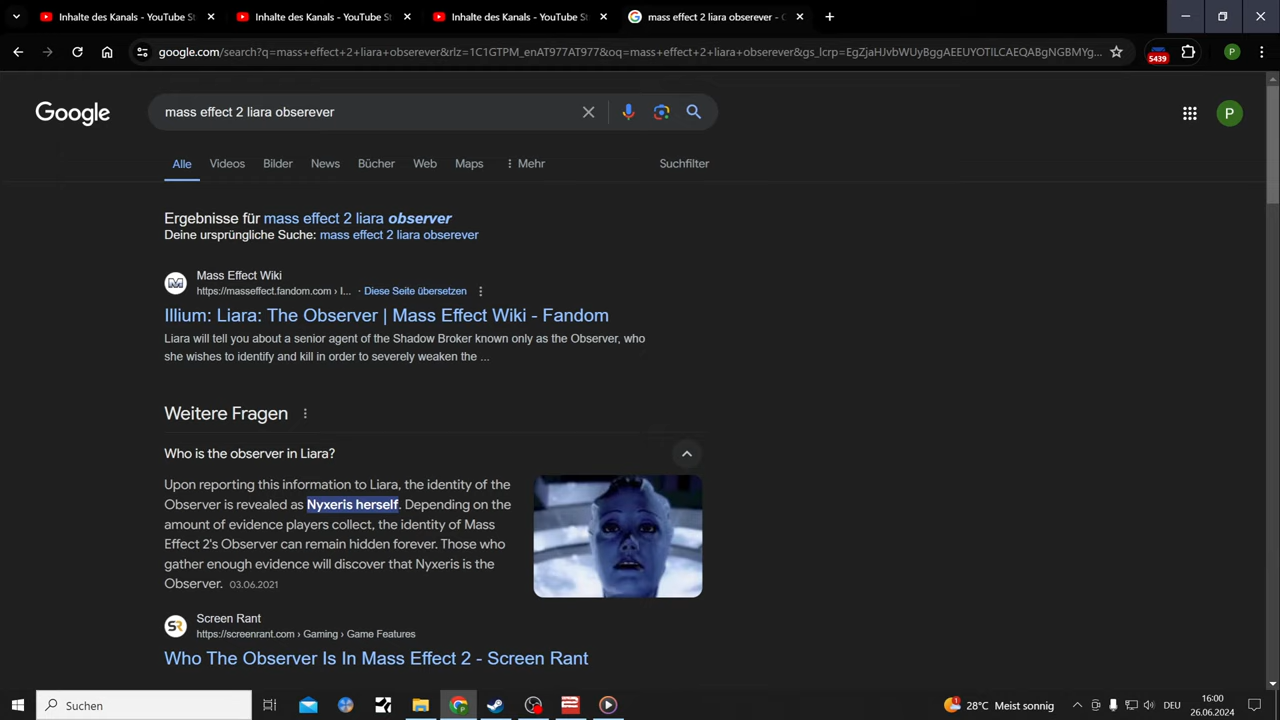 Inhalte des Kanals - YouTube St
Inhalte des Kanals - YouTube St
Inhalte des Kanals - YouTube St
mass effect 2 liara obserever - G
google.com/search?q=mass+effect+2+liara+obserever&rlz=1C1GTPM_enAT977AT977&oq=mass+effect+2+liara+obserever&gs_lcrp=EgZjaHJvbWUyBggAEEUYOTILCAEQABgNGBMYg...
5439
P
Google
mass effect 2 liara obserever
P
Alle Videos Bilder News Bücher Web Maps Mehr Suchfilter
Ergebnisse für mass effect 2 liara observer
Deine ursprüngliche Suche: mass effect 2 liara obserever
Mass Effect Wiki
https://masseffect.fandom.com › I... · Diese Seite übersetzen
Illium: Liara: The Observer | Mass Effect Wiki - Fandom
Liara will tell you about a senior agent of the Shadow Broker known only as the Observer, who
she wishes to identify and kill in order to severely weaken the ...
Weitere Fragen
Who is the observer in Liara?
Upon reporting this information to Liara, the identity of the
Observer is revealed as Nyxeris herself. Depending on the
amount of evidence players collect, the identity of Mass
Effect 2's Observer can remain hidden forever. Those who
gather enough evidence will discover that Nyxeris is the
Observer. 03.06.2021
SR
Screen Rant
https://screenrant.com › Gaming › Game Features
Who The Observer Is In Mass Effect 2 - Screen Rant
Suchen
28°C Meist sonnig
DEU
16:00
26.06.2024